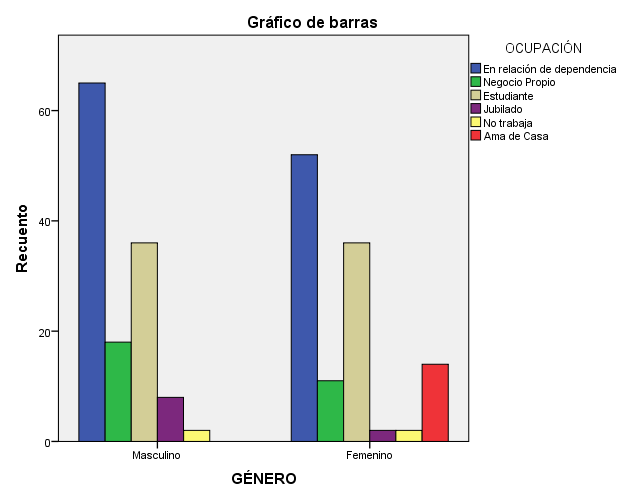 Gráfico de barras
OCUPACIÓN
En relación de dependencia
Negocio Propio
Estudiante
Jubilado
No trabaja
Ama de Casa
Recuento
60
40
20
0
Masculino
Femenino
GÉNERO